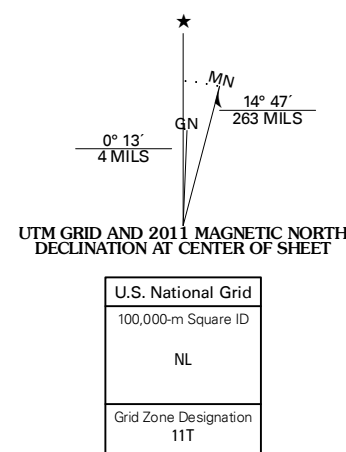 ★
MN
14° 47´
263 MILS
GN
0° 13´
4 MILS
UTM GRID AND 2011 MAGNETIC NORTH
DECLINATION AT CENTER OF SHEET
U.S. National Grid
100,000-m Square ID
NL
Grid Zone Designation
11T